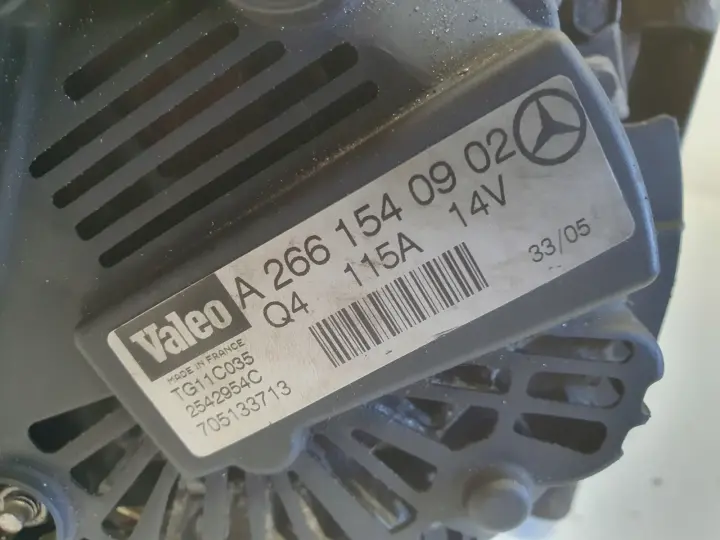 Valeo
A 266 154 09 02
Q4 115A 14V
33/05
MADE IN FRANCE
TG11C035
2542954C
705133713